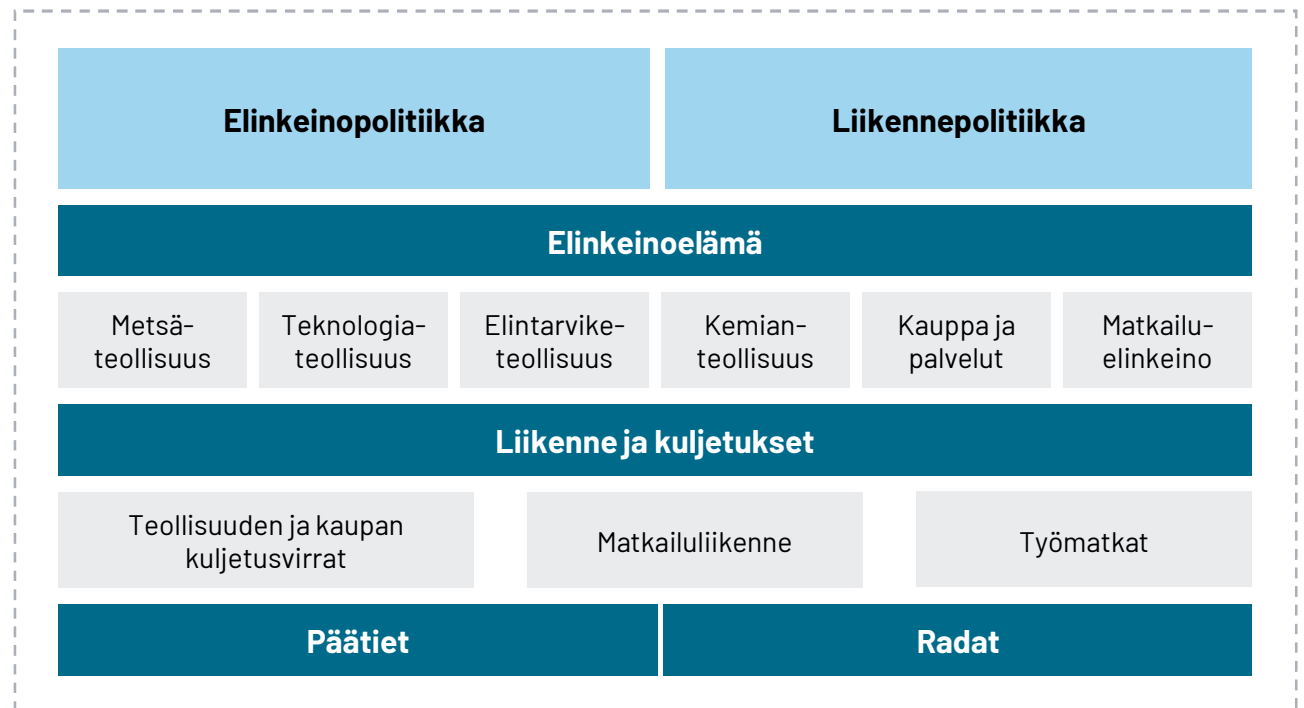 Elinkeinopolitiikka
Liikennepolitiikka
Elinkeinoelämä
Metsä-
teollisuus
Teknologia-
teollisuus
Elintarvike-
teollisuus
Kemian-
teollisuus
Kauppa ja
palvelut
Matkailu-
elinkeino
Liikenne ja kuljetukset
Teollisuuden ja kaupan
kuljetusvirrat
Matkailuliikenne
Työmatkat
Päätiet
Radat